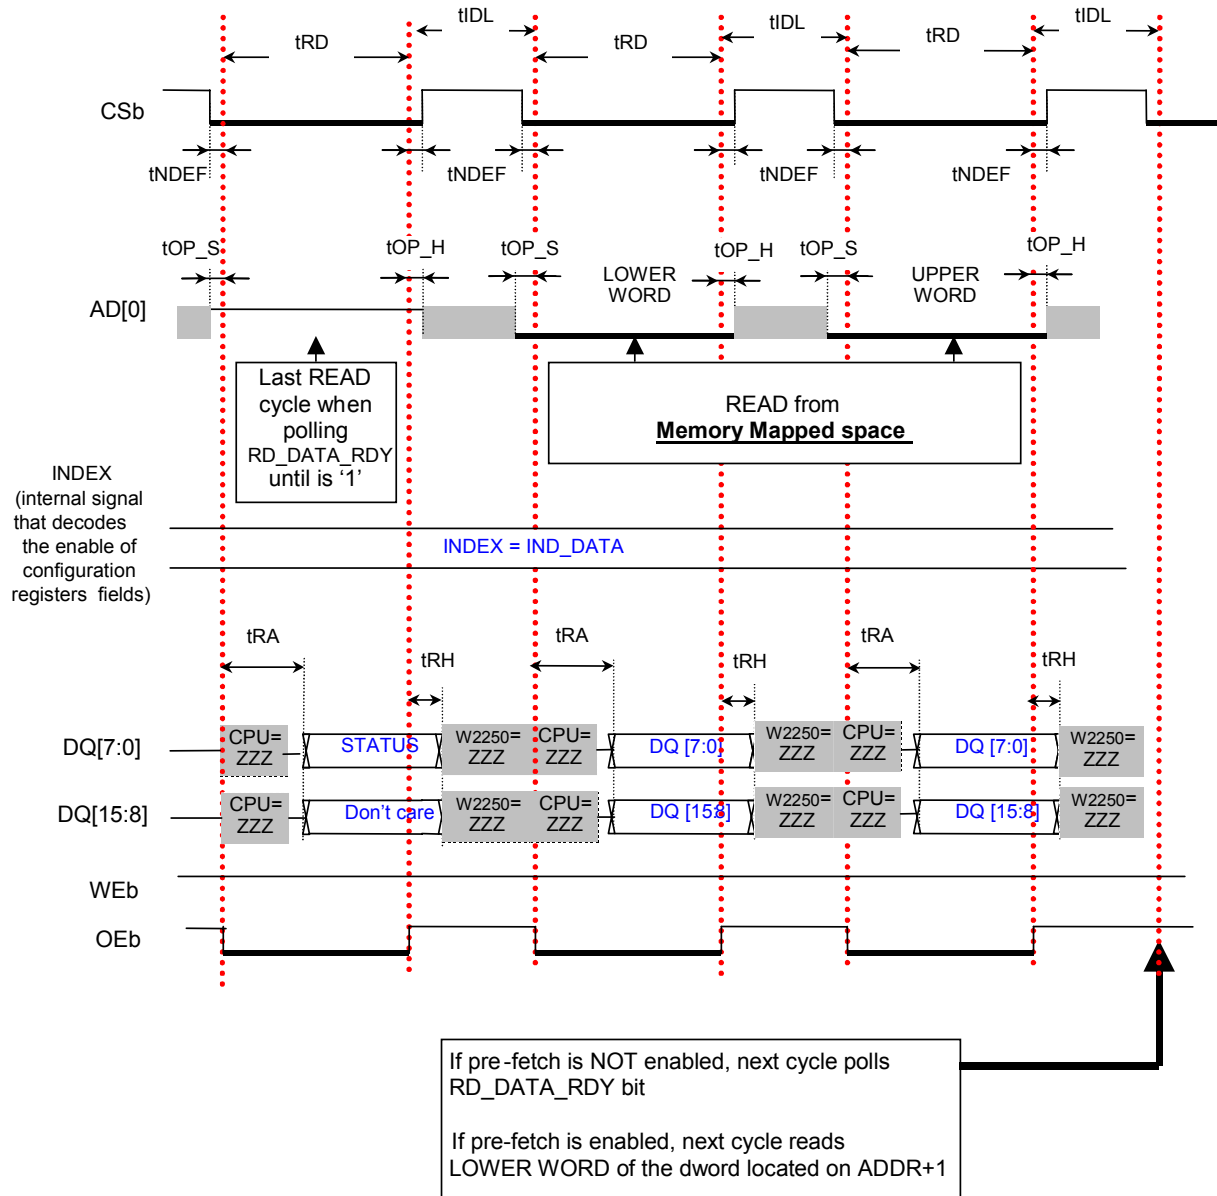 tIDL tIDL tIDL
tRD tRD tRD
CSb
tNDEF tNDEF tNDEF tNDEF
tOP_S tOP_H tOP_S tOP_H tOP_S tOP_H
LOWER
WORD
UPPER
WORD
AD[0]
Last READ
cycle when
polling
RD_DATA_RDY
until is ‘1’
READ from
Memory Mapped space
INDEX
(internal signal
that decodes
the enable of
configuration
registers fields)
INDEX = IND_DATA
tRA tRH tRA tRH tRA tRH
DQ[7:0]
CPU=
ZZZ
STATUS
W2250=
ZZZ
CPU=
ZZZ
DQ [7:0]
W2250=
ZZZ
CPU=
ZZZ
DQ [7:0]
W2250=
ZZZ
DQ[15:8]
CPU=
ZZZ
Don't care
W2250=
ZZZ
CPU=
ZZZ
DQ [15:8]
W2250=
ZZZ
CPU=
ZZZ
DQ [15:8]
W2250=
ZZZ
WEb
OEb
If pre-fetch is NOT enabled, next cycle polls
RD_DATA_RDY bit
If pre-fetch is enabled, next cycle reads
LOWER WORD of the dword located on ADDR+1